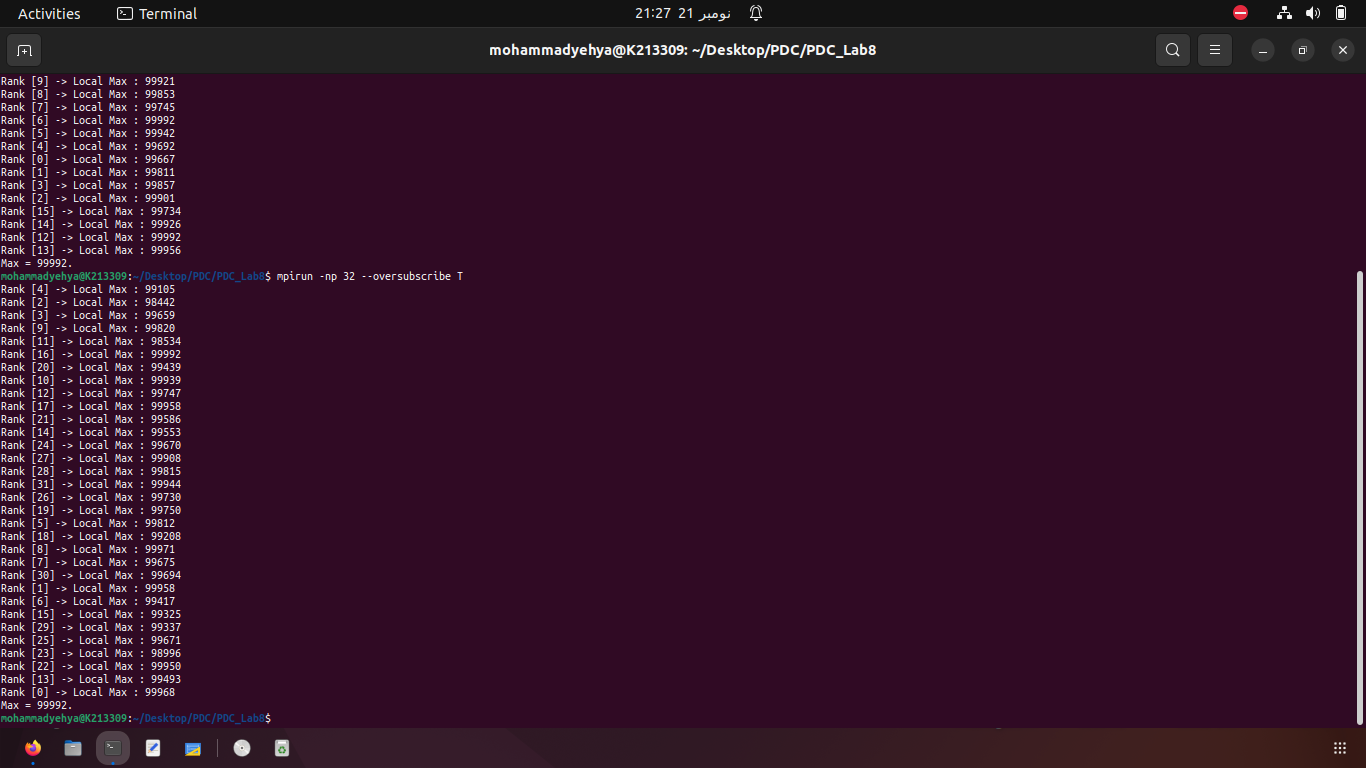 Activities
Terminal
21:27 21 نومبر
mohammadyehya@K213309: ~/Desktop/PDC/PDC_Lab8
Rank [9] -> Local Max : 99921
Rank [8] -> Local Max : 99853
Rank [7] -> Local Max : 99745
Rank [6] -> Local Max : 99992
Rank [5] -> Local Max : 99942
Rank [4] -> Local Max : 99692
Rank [0] -> Local Max : 99667
Rank [1] -> Local Max : 99811
Rank [3] -> Local Max : 99857
Rank [2] -> Local Max : 99901
Rank [15] -> Local Max : 99734
Rank [14] -> Local Max : 99926
Rank [12] -> Local Max : 99992
Rank [13] -> Local Max : 99956
Max = 99992.
mohammadyehya@K213309:~/Desktop/PDC/PDC_Lab8$ mpirun -np 32 --oversubscribe T
Rank [4] -> Local Max : 99105
Rank [2] -> Local Max : 98442
Rank [3] -> Local Max : 99659
Rank [9] -> Local Max : 99820
Rank [11] -> Local Max : 98534
Rank [16] -> Local Max : 99992
Rank [20] -> Local Max : 99439
Rank [10] -> Local Max : 99939
Rank [12] -> Local Max : 99747
Rank [17] -> Local Max : 99958
Rank [21] -> Local Max : 99586
Rank [14] -> Local Max : 99553
Rank [24] -> Local Max : 99670
Rank [27] -> Local Max : 99908
Rank [28] -> Local Max : 99815
Rank [31] -> Local Max : 99944
Rank [26] -> Local Max : 99730
Rank [19] -> Local Max : 99750
Rank [5] -> Local Max : 99812
Rank [18] -> Local Max : 99208
Rank [8] -> Local Max : 99971
Rank [7] -> Local Max : 99675
Rank [30] -> Local Max : 99694
Rank [1] -> Local Max : 99958
Rank [6] -> Local Max : 99417
Rank [15] -> Local Max : 99325
Rank [29] -> Local Max : 99337
Rank [25] -> Local Max : 99671
Rank [23] -> Local Max : 98996
Rank [22] -> Local Max : 99950
Rank [13] -> Local Max : 99493
Rank [0] -> Local Max : 99968
Max = 99992.
mohammadyehya@K213309:~/Desktop/PDC/PDC_Lab8$